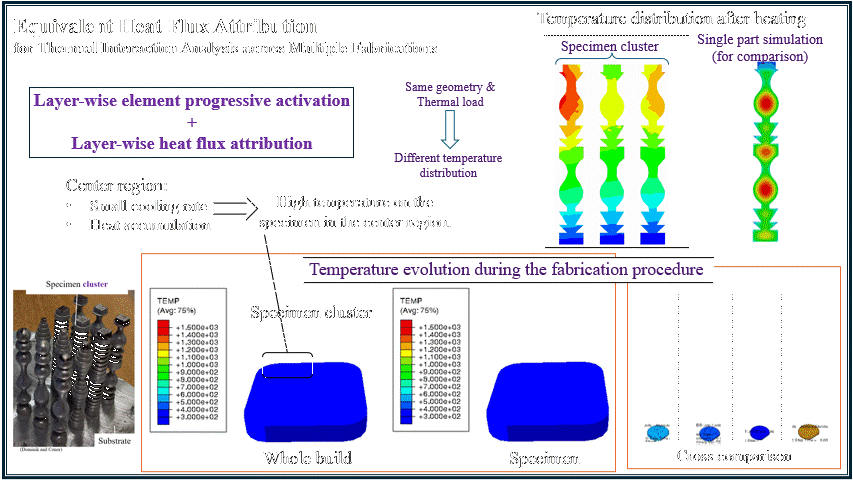 Equivalent Heat Flux Attribution
for Thermal Interaction Analysis across Multiple Fabrications
Layer-wise element progressive activation
+
Layer-wise heat flux attribution
Same geometry &
Thermal load
Different temperature
distribution
Temperature distribution after heating
Specimen cluster
Single part simulation
(for comparison)
Center region:
• Small cooling rate
• Heat accumulation
High temperature on the
specimen in the center region.
Temperature evolution during the fabrication procedure
Specimen cluster
Substrate
(Dominik and Comer)
TEMP
(Avg: 75%)
+1.500e+03
+1.400e+03
+1.300e+03
+1.200e+03
+1.100e+03
+1.000e+03
+9.000e+02
+8.000e+02
+7.000e+02
+6.000e+02
+5.000e+02
+4.000e+02
+3.000e+02
Specimen cluster
Whole build
TEMP
(Avg: 75%)
+1.500e+03
+1.400e+03
+1.300e+03
+1.200e+03
+1.100e+03
+1.000e+03
+9.000e+02
+8.000e+02
+7.000e+02
+6.000e+02
+5.000e+02
+4.000e+02
+3.000e+02
Specimen
Cross comparison